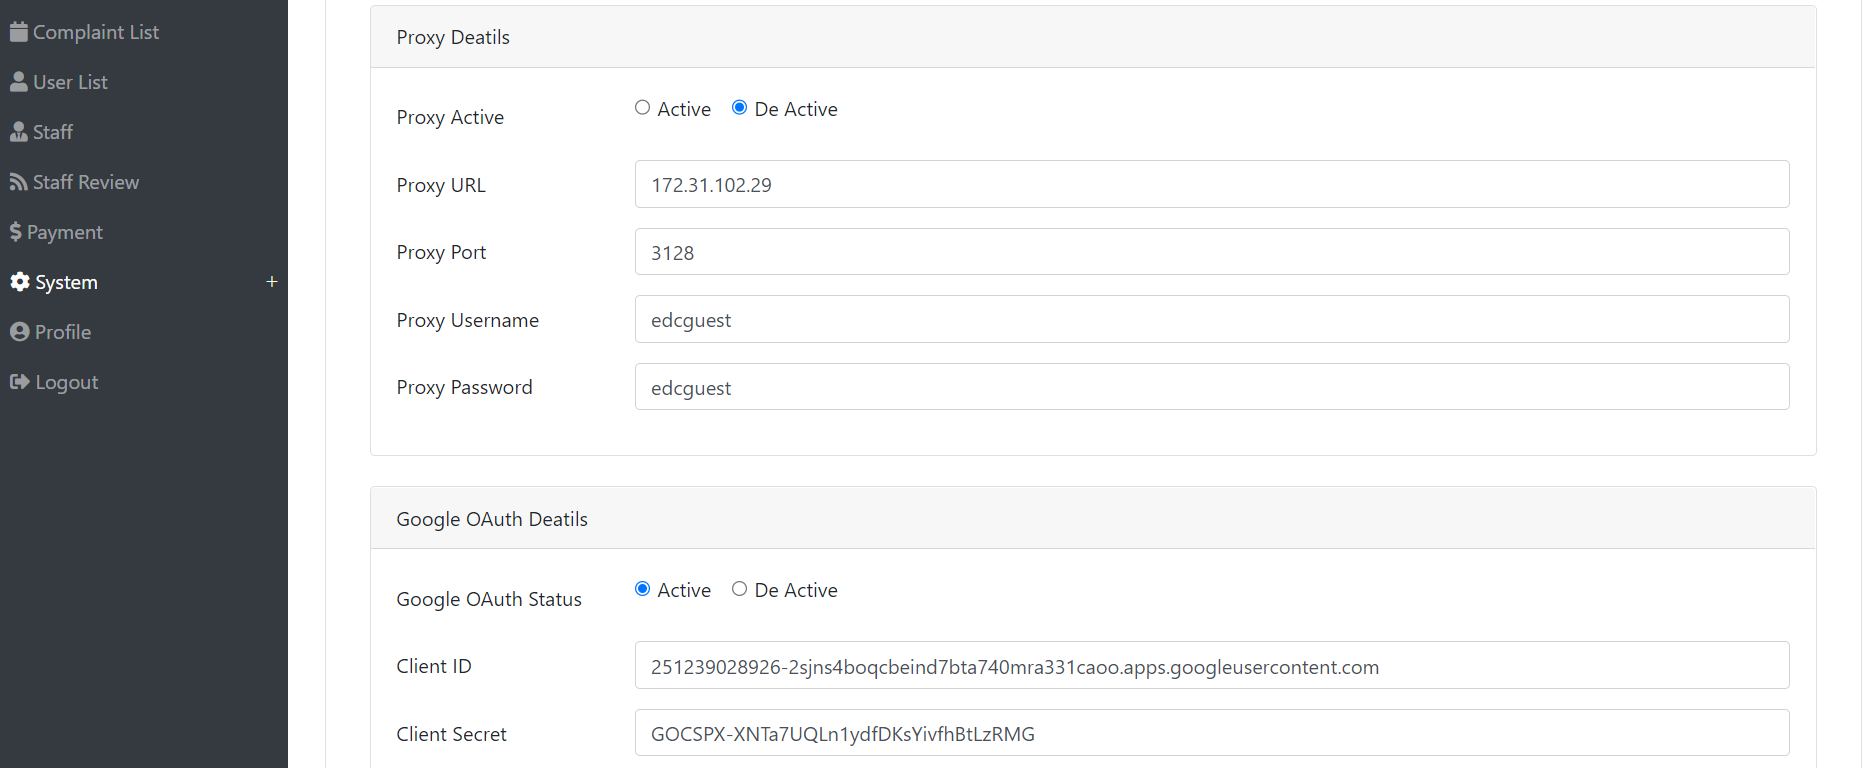 Complaint List
User List
Staff
Staff Review
Payment
System +
Profile
Logout
Proxy Deatils
Proxy Active Active De Active
Proxy URL 172.31.102.29
Proxy Port 3128
Proxy Username edcguest
Proxy Password edcguest
Google OAuth Deatils
Google OAuth Status Active De Active
Client ID 251239028926-2sjns4boqcbeind7bta740mra331caoo.apps.googleusercontent.com
Client Secret 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